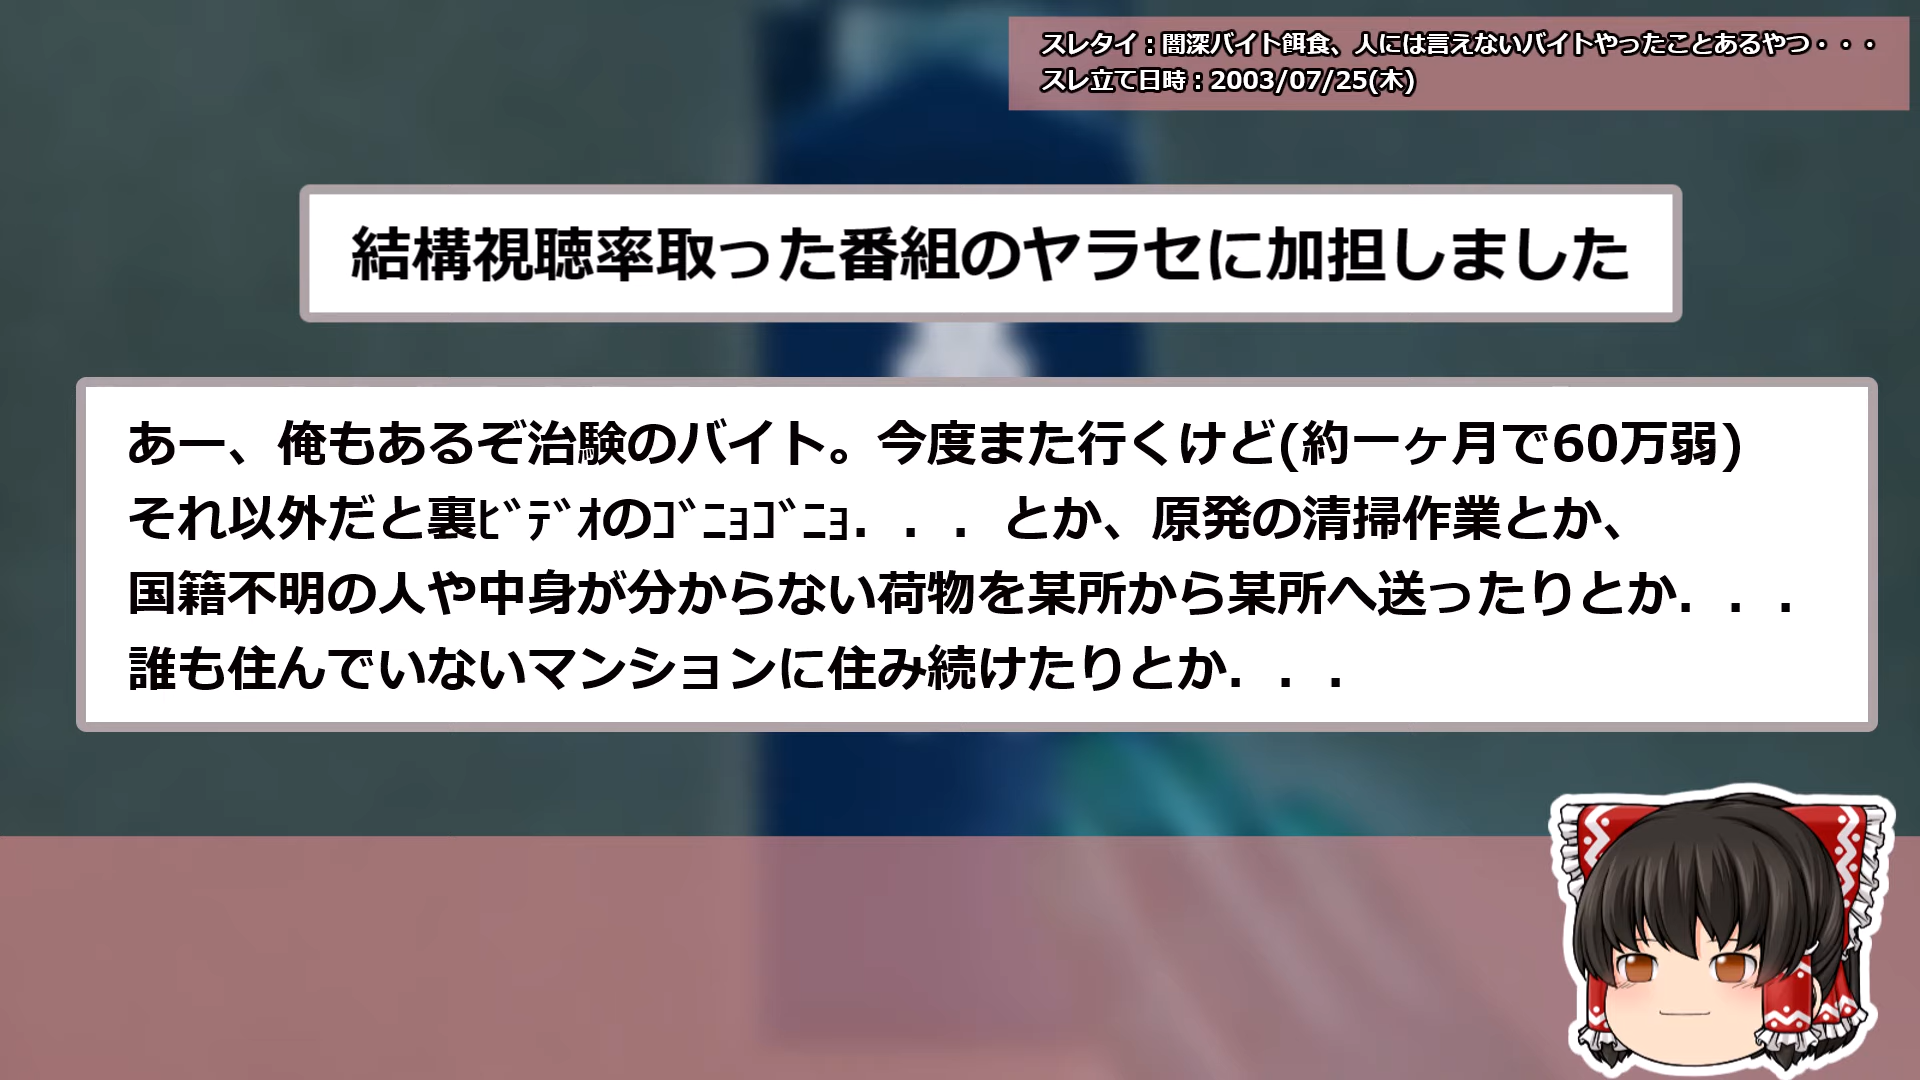 スレタイ：闇深バイト餌食、人には言えないバイトやったことあるやつ・・・
スレ立て日時：2003/07/25(木)
結構視聴率取った番組のヤラセに加担しました
あー、俺もあるぞ治験のバイト。今度また行くけど(約一ヶ月で60万弱)
それ以外だと裏ﾋﾞﾃﾞｵのｺﾞﾆｮｺﾞﾆｮ．．．とか、原発の清掃作業とか、
国籍不明の人や中身が分からない荷物を某所から某所へ送ったりとか．．．
誰も住んでいないマンションに住み続けたりとか．．．